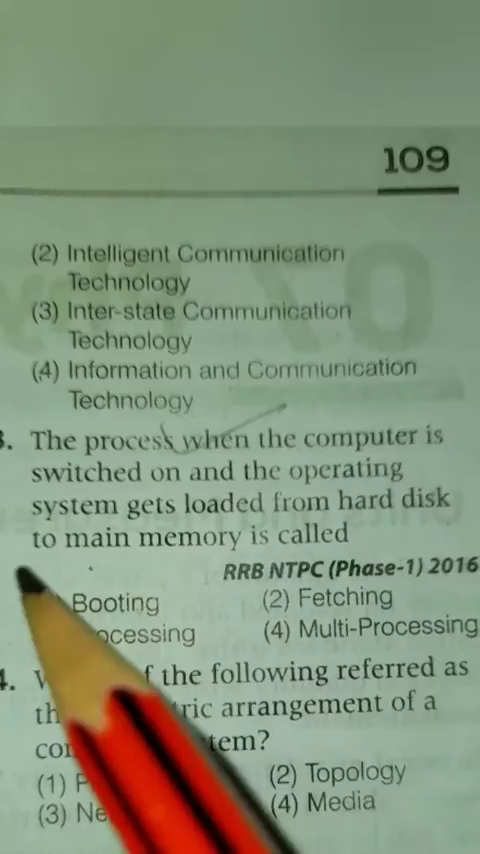 109
(2) Intelligent Communication
Technology
(3) Inter-state Communication
Technology
(4) Information and Communication
Technology
3. The process when the computer is
switched on and the operating
system gets loaded from hard disk
to main memory is called
RRB NTPC (Phase-1) 2016
Booting (2) Fetching
ocessing (4) Multi-Processing
4. of the following referred as
ric arrangement of a
tem?
(1) (2) Topology
(3) Ne (4) Media